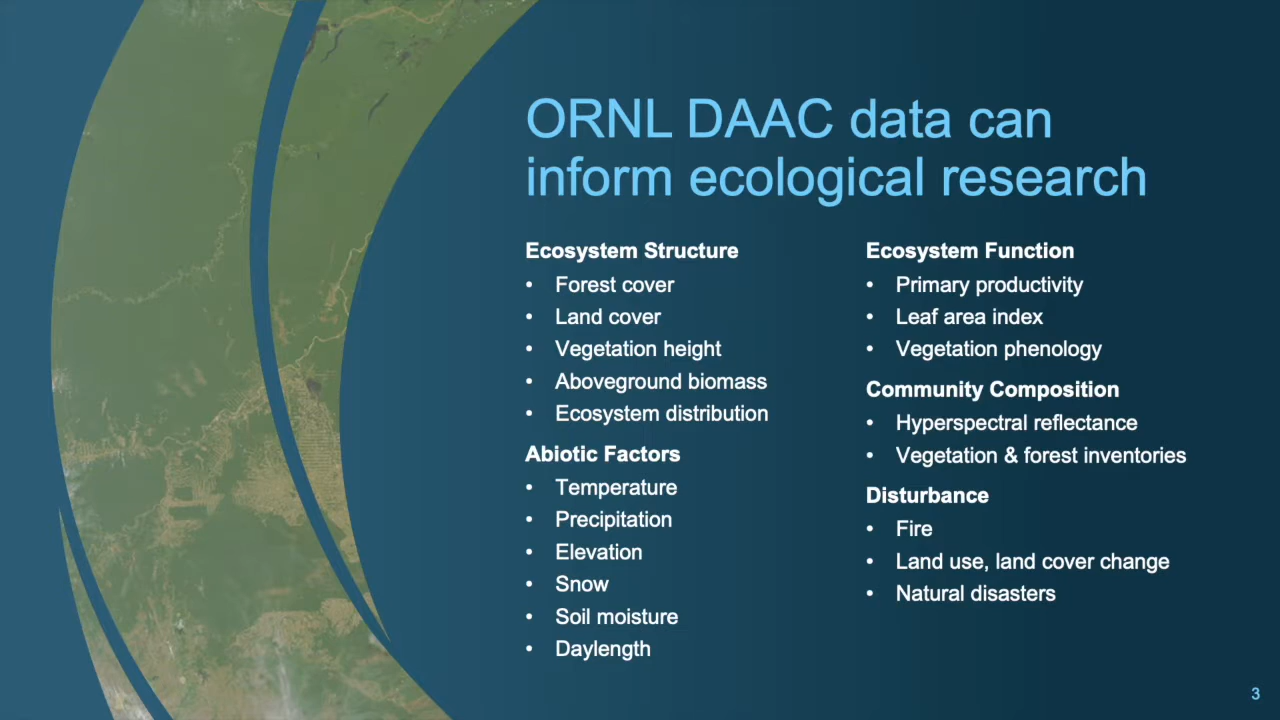 ORNL DAAC data can
inform ecological research
Ecosystem Structure
• Forest cover
• Land cover
• Vegetation height
• Aboveground biomass
• Ecosystem distribution
Abiotic Factors
• Temperature
• Precipitation
• Elevation
• Snow
• Soil moisture
• Daylength
Ecosystem Function
• Primary productivity
• Leaf area index
• Vegetation phenology
Community Composition
• Hyperspectral reflectance
• Vegetation & forest inventories
Disturbance
• Fire
• Land use, land cover change
• Natural disasters
3